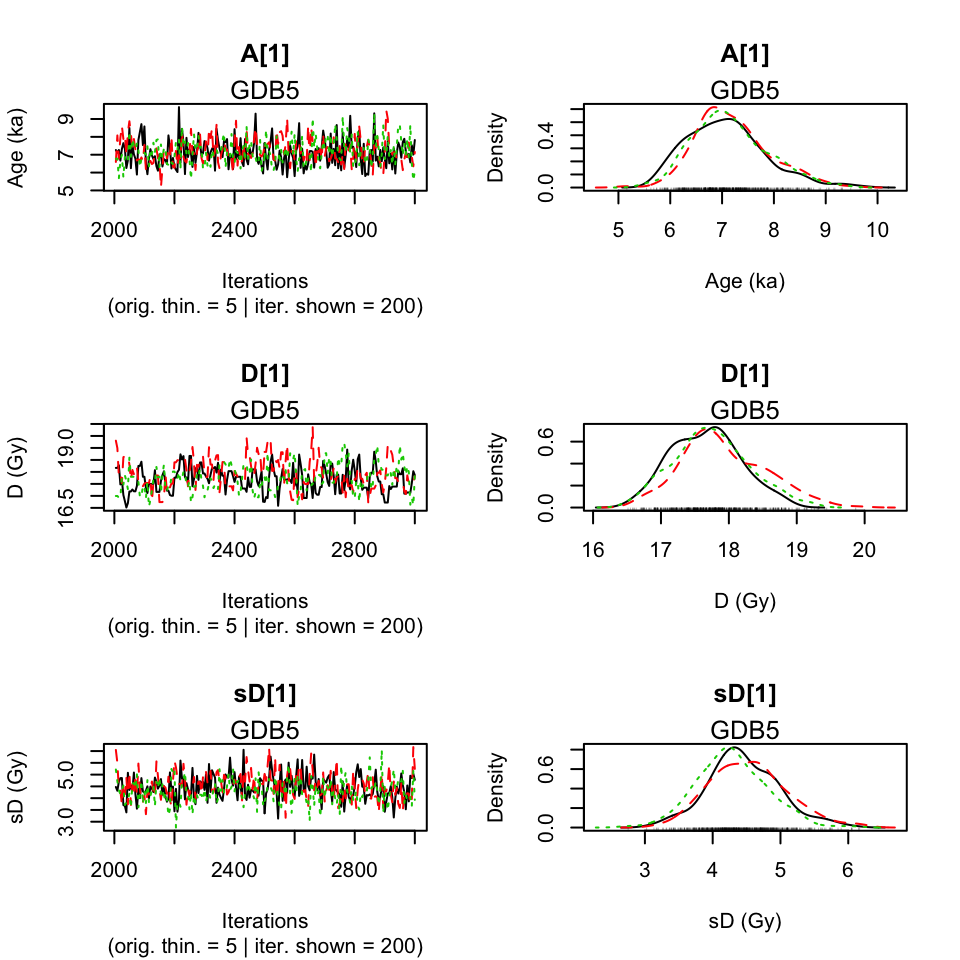 A[1]
GDB5
Age (ka)
5 7 9
2000 2400 2800
Iterations
(orig. thin. = 5 | iter. shown = 200)
A[1]
GDB5
Density
0.0 0.4
5 6 7 8 9 10
Age (ka)
D[1]
GDB5
D (Gy)
16.5 19.0
2000 2400 2800
Iterations
(orig. thin. = 5 | iter. shown = 200)
D[1]
GDB5
Density
0.0 0.6
16 17 18 19 20
D (Gy)
sD[1]
GDB5
sD (Gy)
3.0 5.0
2000 2400 2800
Iterations
(orig. thin. = 5 | iter. shown = 200)
sD[1]
GDB5
Density
0.0 0.6
3 4 5 6
sD (Gy)